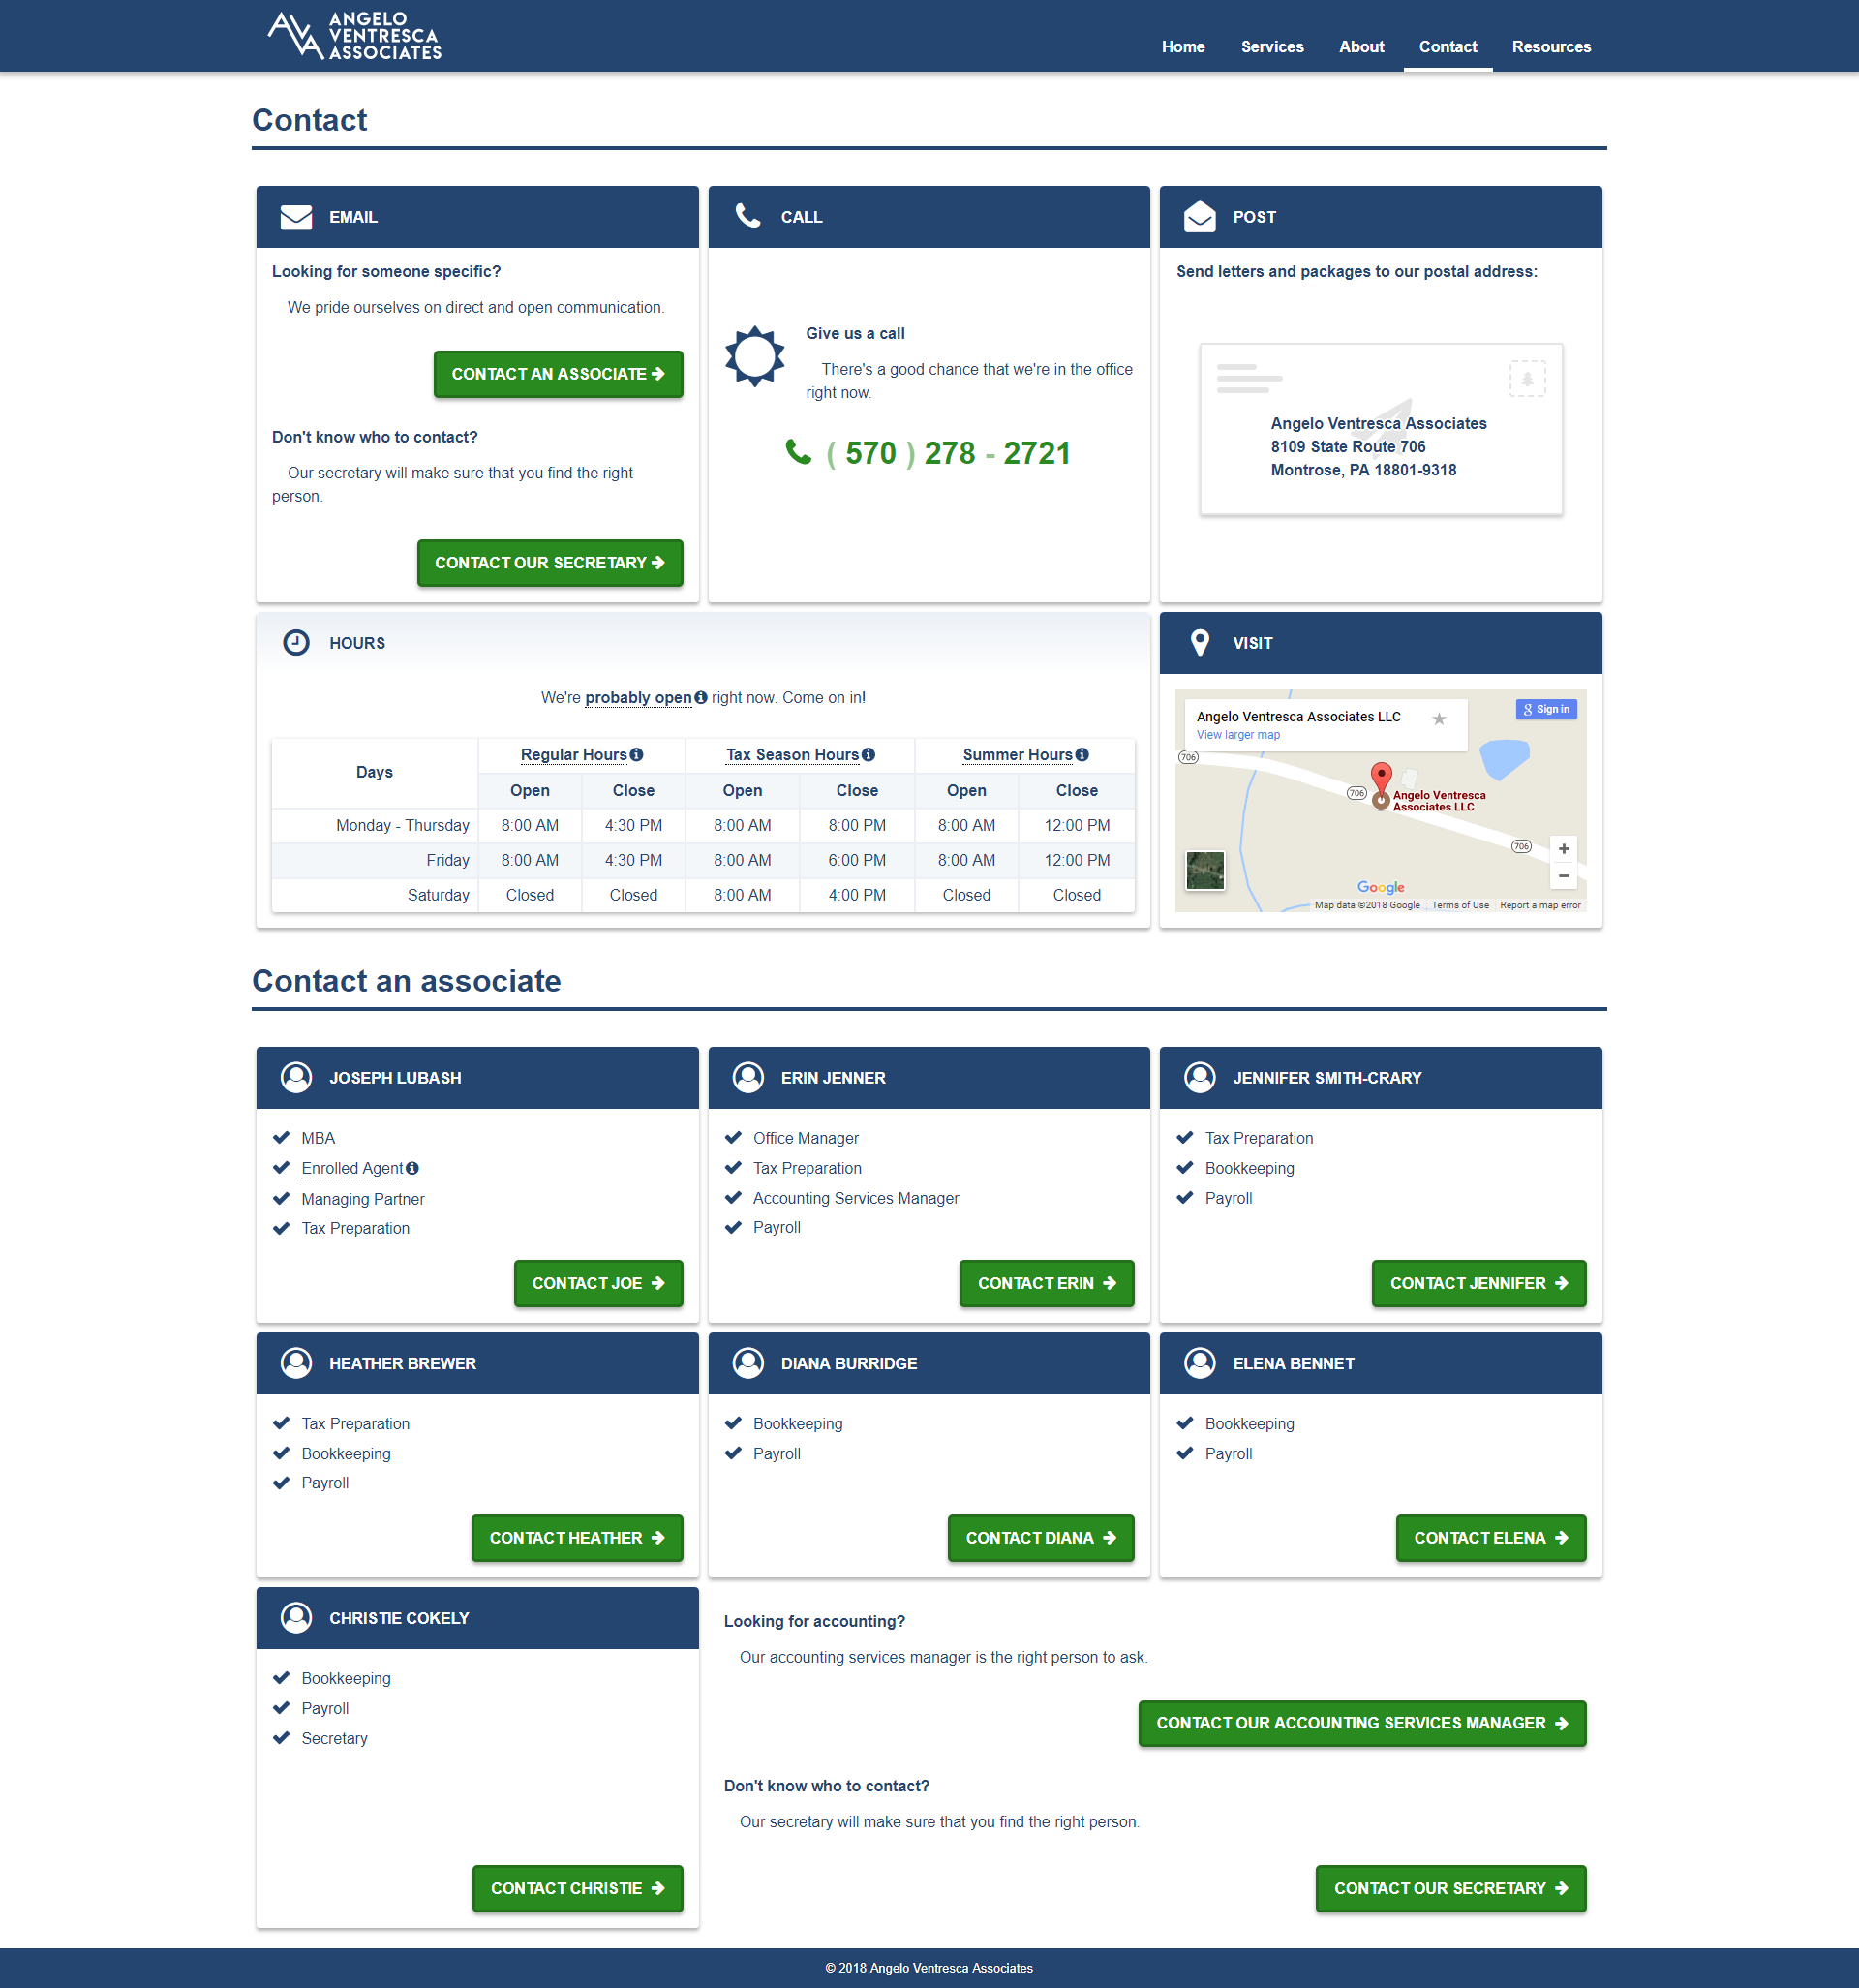 ANGELO
VENTRESCA
ASSOCIATES
Home Services About Contact Resources
Contact
EMAIL
Looking for someone specific?
We pride ourselves on direct and open communication.
CONTACT AN ASSOCIATE
Don't know who to contact?
Our secretary will make sure that you find the right
person.
CONTACT OUR SECRETARY
CALL
Give us a call
There's a good chance that we're in the office
right now.
( 570 ) 278 - 2721
POST
Send letters and packages to our postal address:
Angelo Ventresca Associates
8109 State Route 706
Montrose, PA 18801-9318
HOURS
We're probably open right now. Come on in!
Days Regular Hours Tax Season Hours Summer Hours
Open Close Open Close Open Close
Monday - Thursday 8:00 AM 4:30 PM 8:00 AM 8:00 PM 8:00 AM 12:00 PM
Friday 8:00 AM 4:30 PM 8:00 AM 6:00 PM 8:00 AM 12:00 PM
Saturday Closed Closed 8:00 AM 4:00 PM Closed Closed
VISIT
Angelo Ventresca Associates LLC
View larger map
Sign in
706
706
Angelo Ventresca
Associates LLC
706
Google
Map data ©2018 Google Terms of Use Report a map error
Contact an associate
JOSEPH LUBASH
MBA
Enrolled Agent
Managing Partner
Tax Preparation
CONTACT JOE
ERIN JENNER
Office Manager
Tax Preparation
Accounting Services Manager
Payroll
CONTACT ERIN
JENNIFER SMITH-CRARY
Tax Preparation
Bookkeeping
Payroll
CONTACT JENNIFER
HEATHER BREWER
Tax Preparation
Bookkeeping
Payroll
CONTACT HEATHER
DIANA BURRIDGE
Bookkeeping
Payroll
CONTACT DIANA
ELENA BENNET
Bookkeeping
Payroll
CONTACT ELENA
CHRISTIE COKELY
Bookkeeping
Payroll
Secretary
CONTACT CHRISTIE
Looking for accounting?
Our accounting services manager is the right person to ask.
CONTACT OUR ACCOUNTING SERVICES MANAGER
Don't know who to contact?
Our secretary will make sure that you find the right person.
CONTACT OUR SECRETARY
© 2018 Angelo Ventresca Associates